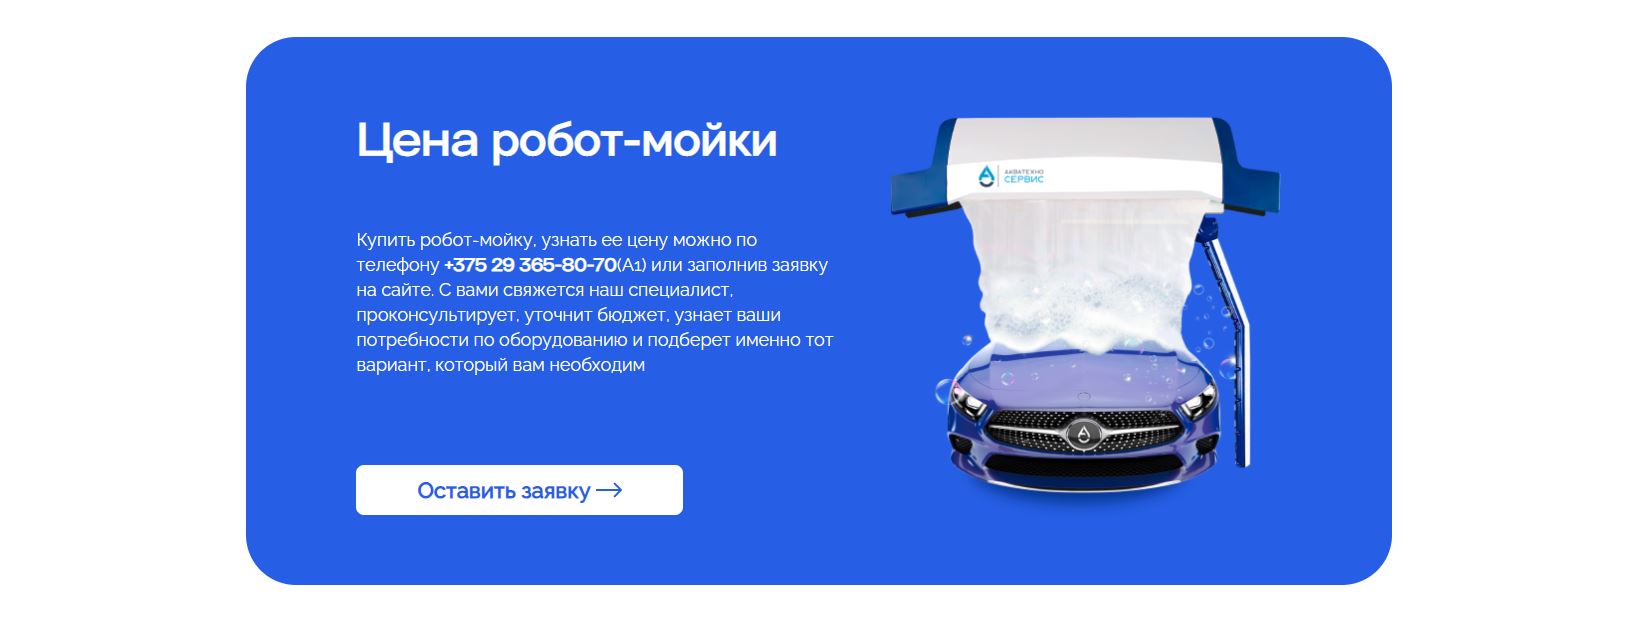 Цена робот-мойки
АКВАТЕХНО
СЕРВИС
Купить робот-мойку, узнать ее цену можно по
телефону +375 29 365-80-70(А1) или заполнив заявку
на сайте. С вами свяжется наш специалист,
проконсультирует, уточнит бюджет, узнает ваши
потребности по оборудованию и подберет именно тот
вариант, который вам необходим
Оставить заявку →